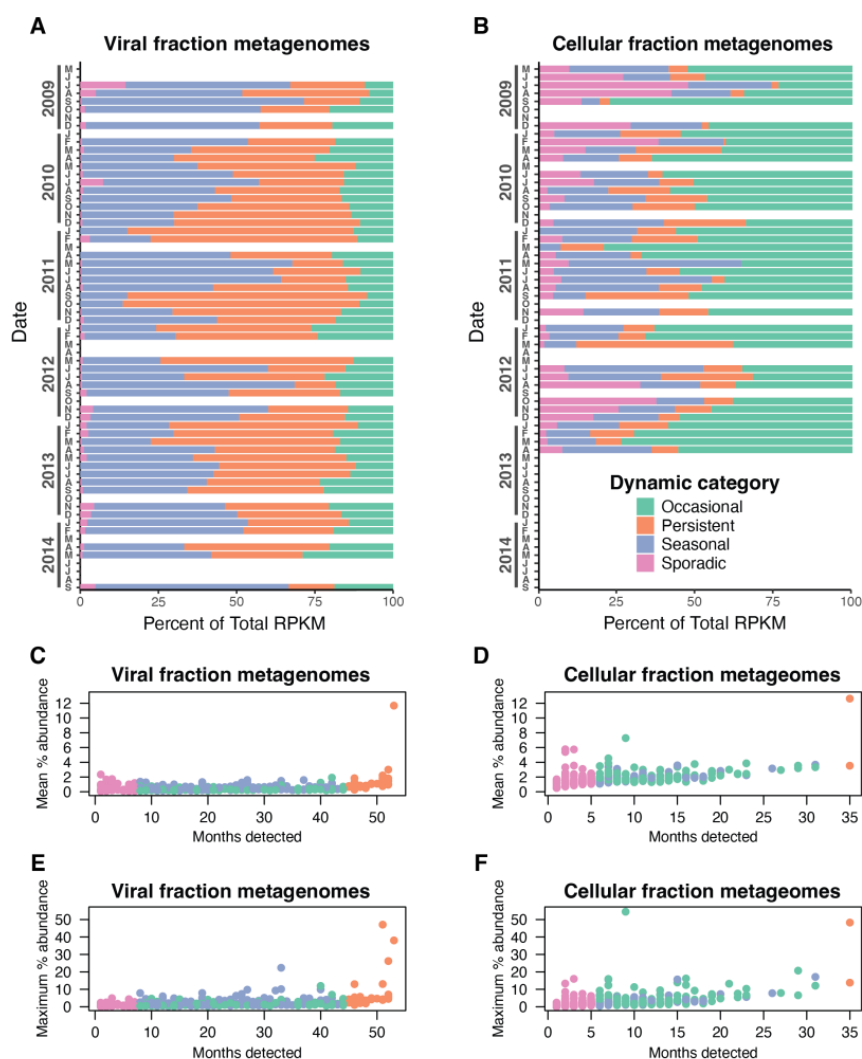 A
Viral fraction metagenomes
Date
2009
2010
2011
2012
2013
2014
M
J
J
A
S
O
N
D
J
F
M
A
M
J
J
A
S
O
N
D
J
F
M
A
M
J
J
A
S
O
N
D
J
F
M
A
M
J
J
A
S
O
N
D
J
F
M
A
M
J
J
A
S
O
N
D
J
F
M
A
M
J
J
A
S
0 25 50 75 100
Percent of Total RPKM
B
Cellular fraction metagenomes
Date
2009
2010
2011
2012
2013
2014
M
J
J
A
S
O
N
D
J
F
M
A
M
J
J
A
S
O
N
D
J
F
M
A
M
J
J
A
S
O
N
D
J
F
M
A
M
J
J
A
S
O
N
D
J
F
M
A
M
J
J
A
S
O
N
D
J
F
M
A
M
J
J
A
S
Dynamic category
Occasional
Persistent
Seasonal
Sporadic
0 25 50 75 100
Percent of Total RPKM
C
Viral fraction metagenomes
Mean % abundance
12
10
8
6
4
2
0
0 10 20 30 40 50
Months detected
D
Cellular fraction metageomes
Mean % abundance
12
10
8
6
4
2
0
0 5 10 15 20 25 30 35
Months detected
E
Viral fraction metagenomes
Maximum % abundance
50
40
30
20
10
0
0 10 20 30 40 50
Months detected
F
Cellular fraction metageomes
Maximum % abundance
50
40
30
20
10
0
0 5 10 15 20 25 30 35
Months detected